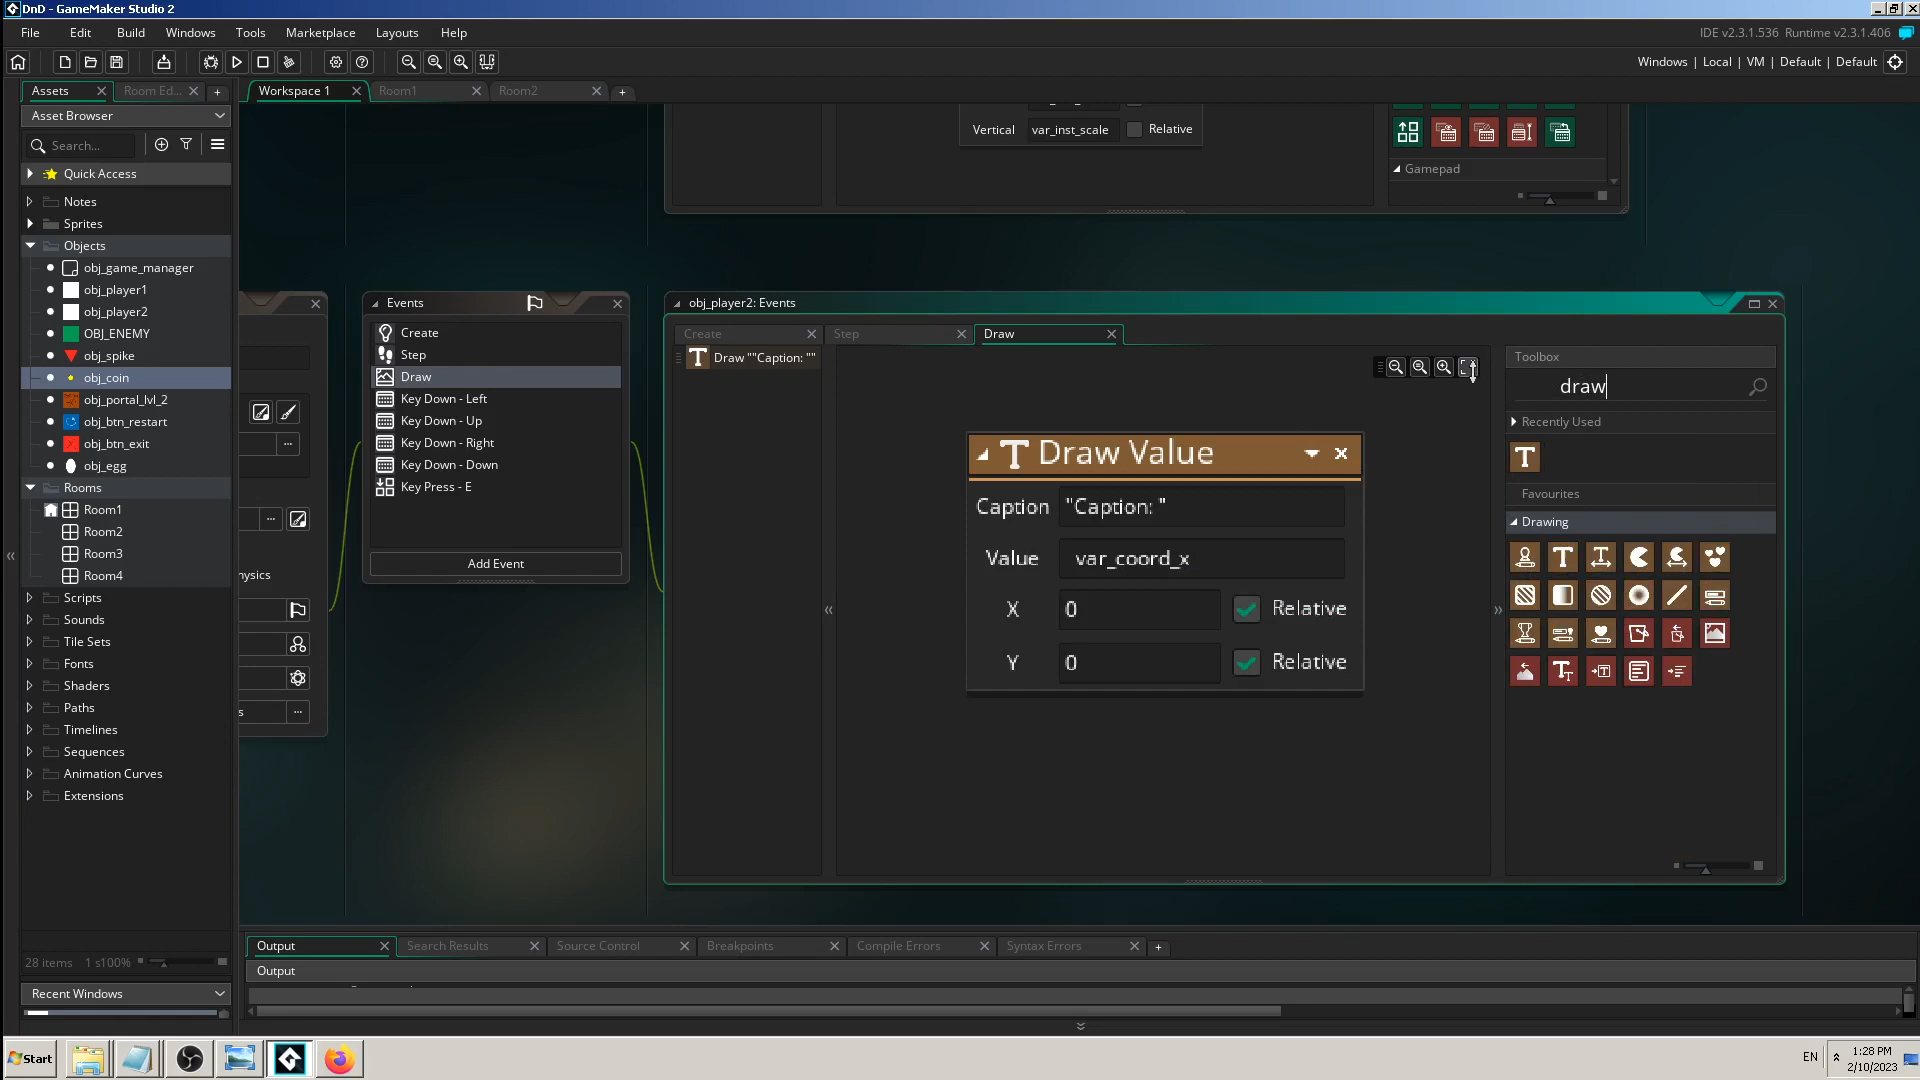 DnD - GameMaker Studio 2
File Edit Build Windows Tools Marketplace Layouts Help
IDE v2.3.1.536 Runtime v2.3.1.406
Windows | Local | VM | Default | Default
Assets
Room Ed...
Workspace 1
Room1
Room2
Asset Browser
Search...
Quick Access
Notes
Sprites
Objects
obj_game_manager
obj_player1
obj_player2
OBJ_ENEMY
obj_spike
obj_coin
obj_portal_lvl_2
obj_btn_restart
obj_btn_exit
obj_egg
Rooms
Room1
Room2
Room3
Room4
Scripts
Sounds
Tile Sets
Fonts
Shaders
Paths
Timelines
Sequences
Animation Curves
Extensions
28 items 1 s100%
Recent Windows
hysics
s
Events
Create
Step
Draw
Key Down - Left
Key Down - Up
Key Down - Right
Key Down - Down
Key Press - E
Add Event
Vertical var_inst_scale Relative
Gamepad
obj_player2: Events
Create
Step
Draw
Draw ""Caption: ""
Draw Value
Caption "Caption: "
Value var_coord_x
X 0 Relative
Y 0 Relative
Toolbox
draw
Recently Used
Favourites
Drawing
Output
Search Results
Source Control
Breakpoints
Compile Errors
Syntax Errors
Output
Start
EN
1:28 PM
2/10/2023